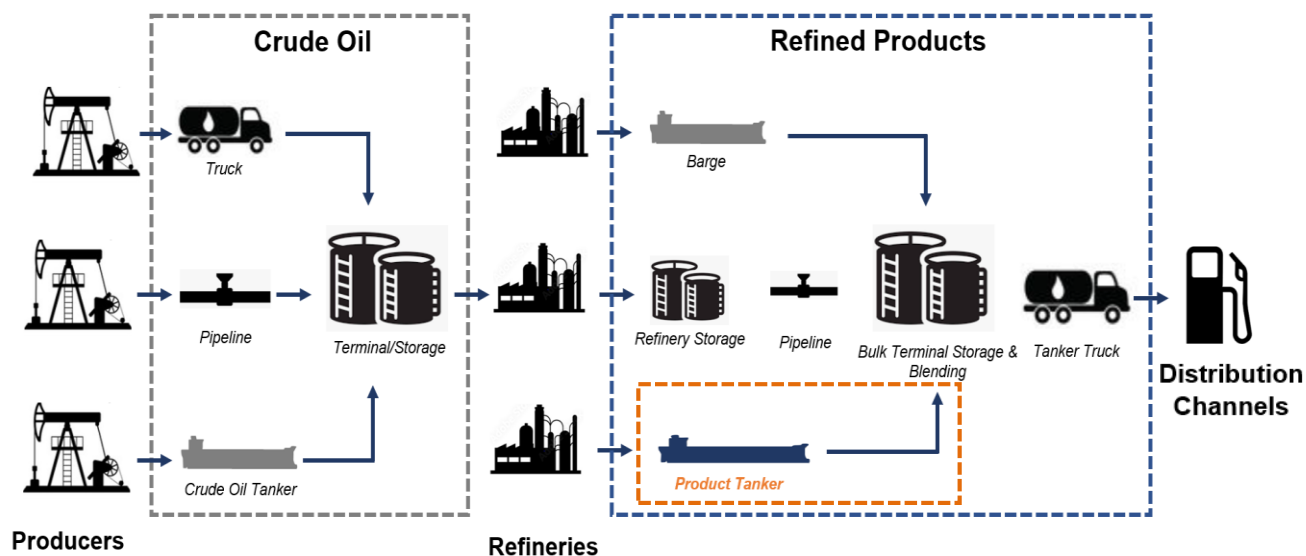 Crude Oil
Refined Products
Truck
Barge
Pipeline
Terminal/Storage
Refinery Storage
Pipeline
Bulk Terminal Storage &
Blending
Tanker Truck
Distribution
Channels
Crude Oil Tanker
Product Tanker
Producers
Refineries